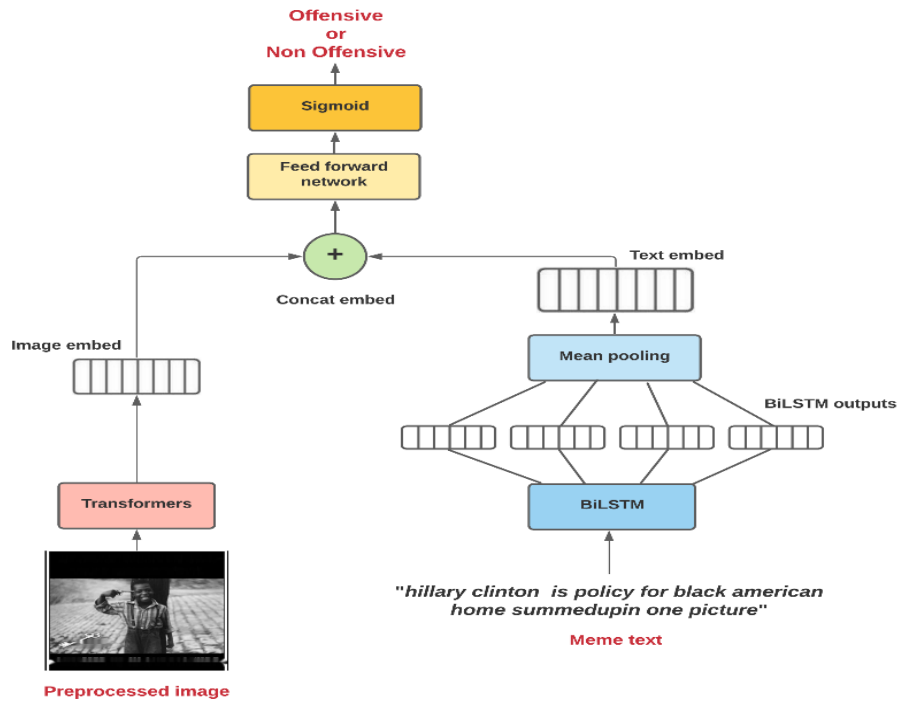 Offensive
or
Non Offensive
Sigmoid
Feed forward
network
+
Concat embed
Text embed
Image embed
Mean pooling
BiLSTM outputs
Transformers
BiLSTM
"hillary clinton is policy for black american
home summedupin one picture"
Meme text
Preprocessed image